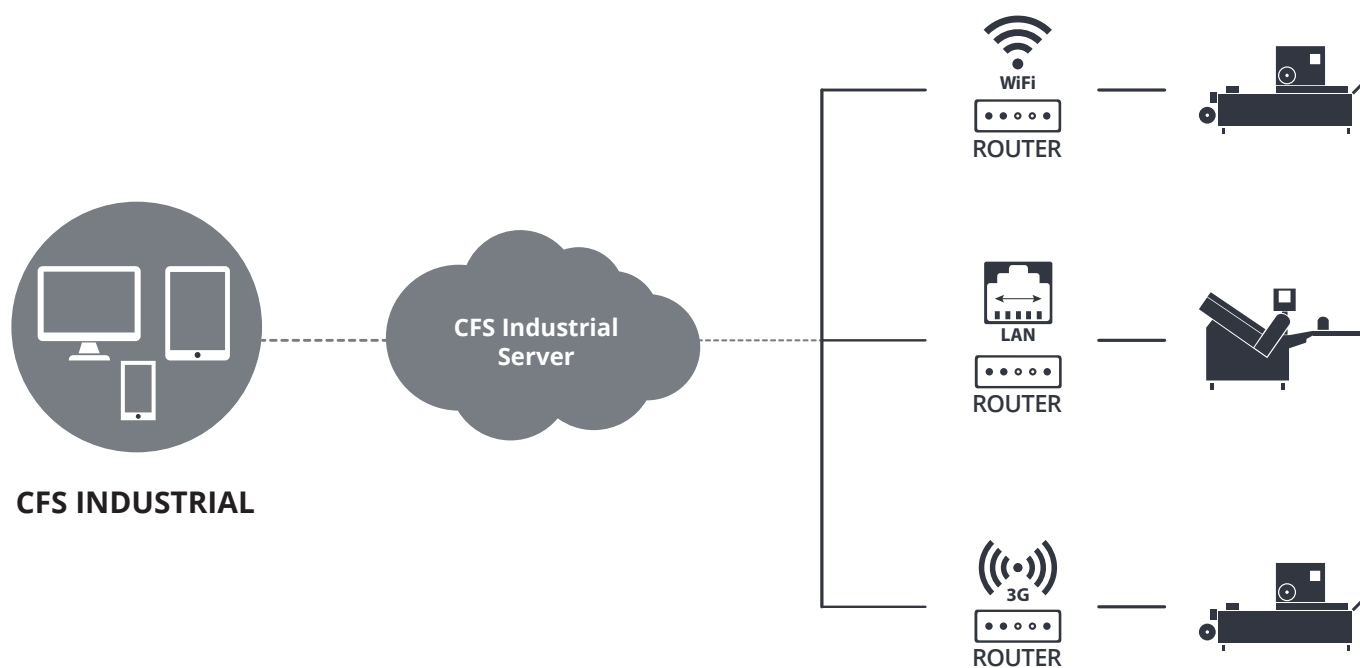 WiFi
ROUTER
CFS Industrial
Server
LAN
ROUTER
CFS INDUSTRIAL
3G
ROUTER